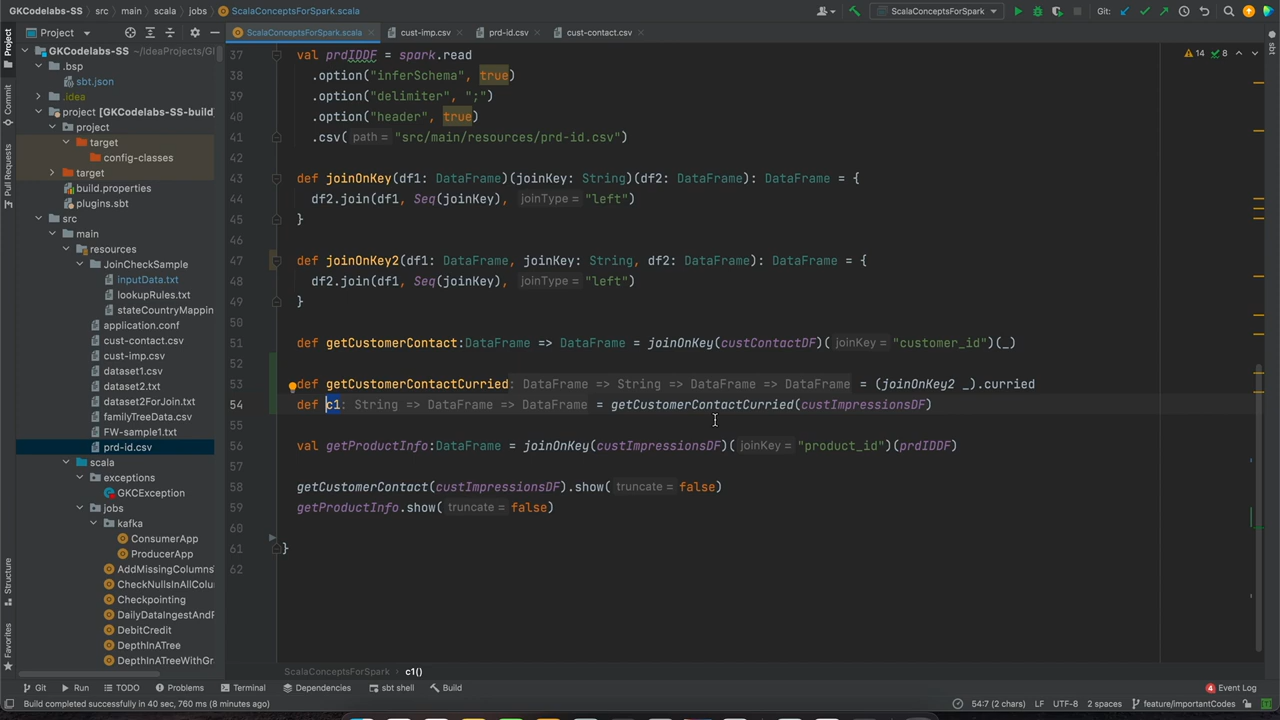 GKCodelabs-SS > src > main > scala > jobs > ScalaConceptsForSpark.scala
ScalaConceptsForSpark
Git:
Project
ScalaConceptsForSpark.scala
cust-imp.csv
prd-id.csv
cust-contact.csv
14
8
Project
Commit
Pull Requests
Structure
Favorites
sbt
GKCodelabs-SS ~/IdeaProjects/G
.bsp
sbt.json
.idea
project [GKCodelabs-SS-build]
project
target
config-classes
target
build.properties
plugins.sbt
src
main
resources
JoinCheckSample
inputData.txt
lookupRules.txt
stateCountryMappin
application.conf
cust-contact.csv
cust-imp.csv
dataset1.csv
dataset2.txt
dataset2ForJoin.txt
familyTreeData.csv
FW-sample1.txt
prd-id.csv
scala
exceptions
GKCException
jobs
kafka
ConsumerApp
ProducerApp
AddMissingColumns
CheckNullsInAllColu
Checkpointing
DailyDataIngestAndF
DebitCredit
DepthInATree
DepthInATreeWithGr
37 val prdIDDF = spark.read
38 .option("inferSchema", true)
39 .option("delimiter", ";")
40 .option("header", true)
41 .csv( path = "src/main/resources/prd-id.csv")
42
43 def joinOnKey(df1: DataFrame)(joinKey: String)(df2: DataFrame): DataFrame = {
44 df2.join(df1, Seq(joinKey), joinType = "left")
45 }
46
47 def joinOnKey2(df1: DataFrame, joinKey: String, df2: DataFrame): DataFrame = {
48 df2.join(df1, Seq(joinKey), joinType = "left")
49 }
50
51 def getCustomerContact:DataFrame => DataFrame = joinOnKey(custContactDF)( joinKey = "customer_id")(_)
52
53 def getCustomerContactCurried: DataFrame => String => DataFrame => DataFrame = (joinOnKey2 _).curried
54 def c1: String => DataFrame => DataFrame = getCustomerContactCurried(custImpressionsDF)
55
56 val getProductInfo:DataFrame = joinOnKey(custImpressionsDF)( joinKey = "product_id")(prdIDDF)
57
58 getCustomerContact(custImpressionsDF).show( truncate = false)
59 getProductInfo.show( truncate = false)
60
61 }
62
ScalaConceptsForSpark > c1()
Git
Run
TODO
Problems
Terminal
Dependencies
sbt shell
Build
4 Event Log
Build completed successfully in 40 sec, 760 ms (8 minutes ago)
54:7 (2 chars)
LF
UTF-8
2 spaces
feature/importantCodes